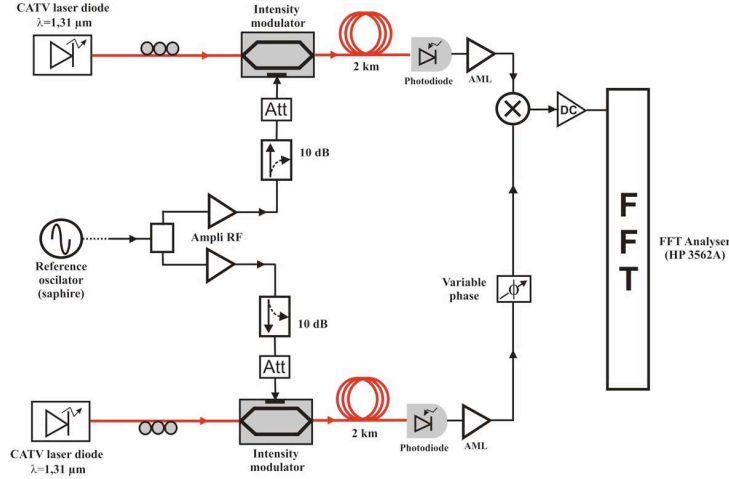 CATV laser diode
λ=1,31 µm
Intensity
modulator
2 km
Photodiode
AML
Att
10 dB
DC
Ampli RF
Reference
oscilator
(saphire)
FFT
FFT Analyser
(HP 3562A)
Variable
phase
ϕ
10 dB
Att
2 km
Photodiode
AML
CATV laser diode
λ=1,31 µm
Intensity
modulator